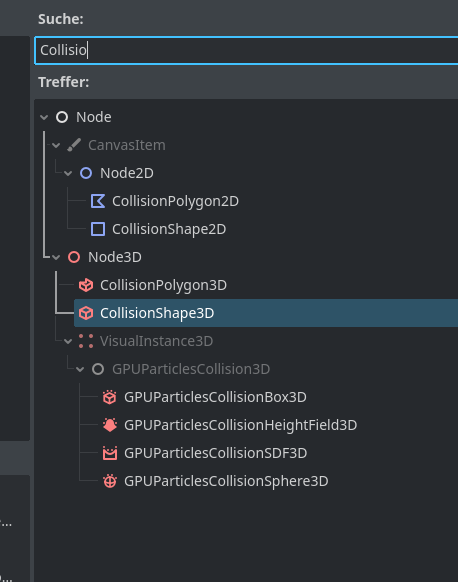 Suche:
Collisio
Treffer:
Node
CanvasItem
Node2D
CollisionPolygon2D
CollisionShape2D
Node3D
CollisionPolygon3D
CollisionShape3D
VisualInstance3D
GPUParticlesCollision3D
GPUParticlesCollisionBox3D
GPUParticlesCollisionHeightField3D
GPUParticlesCollisionSDF3D
GPUParticlesCollisionSphere3D